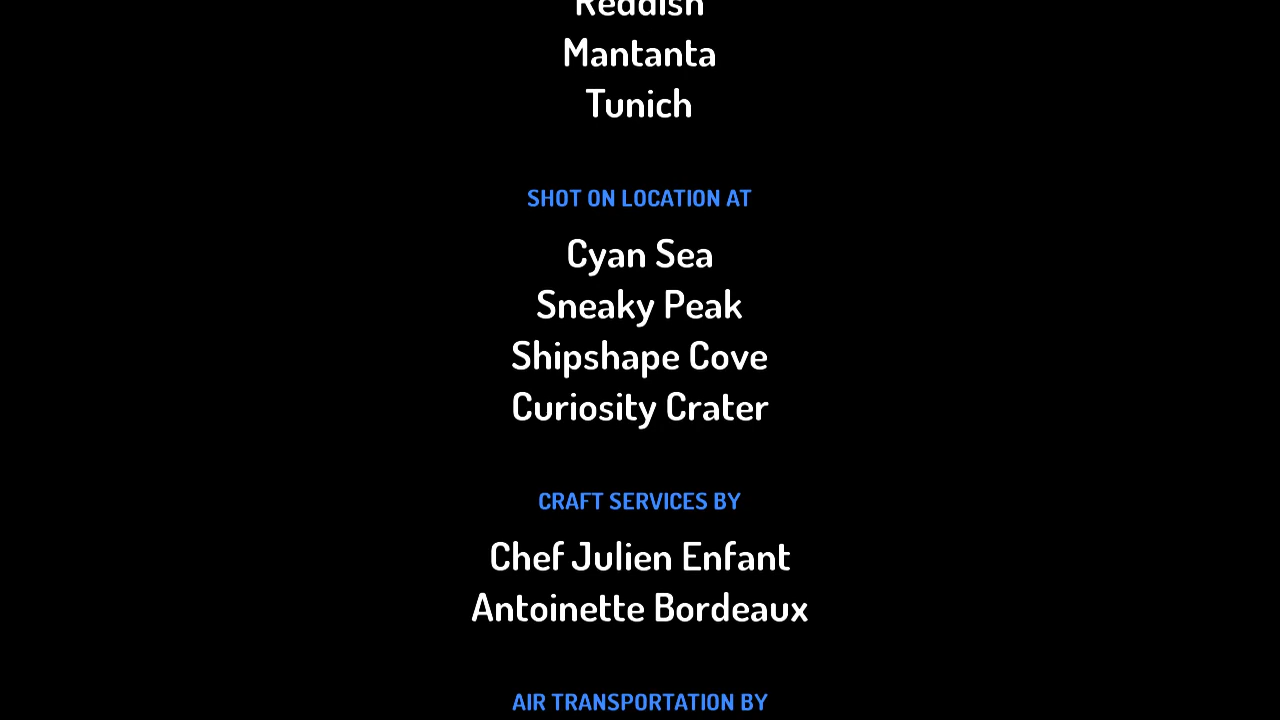 Reddish
Mantanta
Tunich
SHOT ON LOCATION AT
Cyan Sea
Sneaky Peak
Shipshape Cove
Curiosity Crater
CRAFT SERVICES BY
Chef Julien Enfant
Antoinette Bordeaux
AIR TRANSPORTATION BY